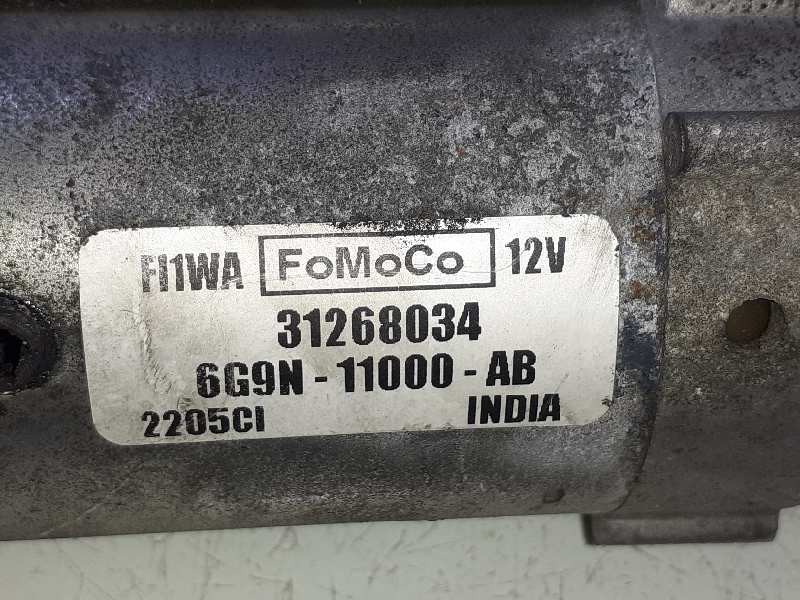 FI1WA FoMoCo 12V
31268034
6G9N - 11000 - AB
2205CI INDIA